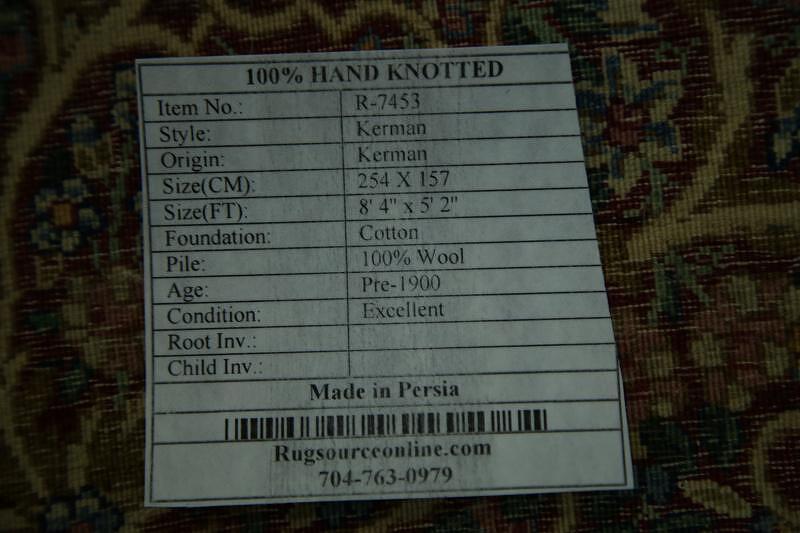 100% HAND KNOTTED
Item No.: R-7453
Style: Kerman
Origin: Kerman
Size(CM): 254 X 157
Size(FT): 8' 4" x 5' 2"
Foundation: Cotton
Pile: 100% Wool
Age: Pre-1900
Condition: Excellent
Root Inv.:
Child Inv.:
Made in Persia
Rugsourceonline.com
704-763-0979